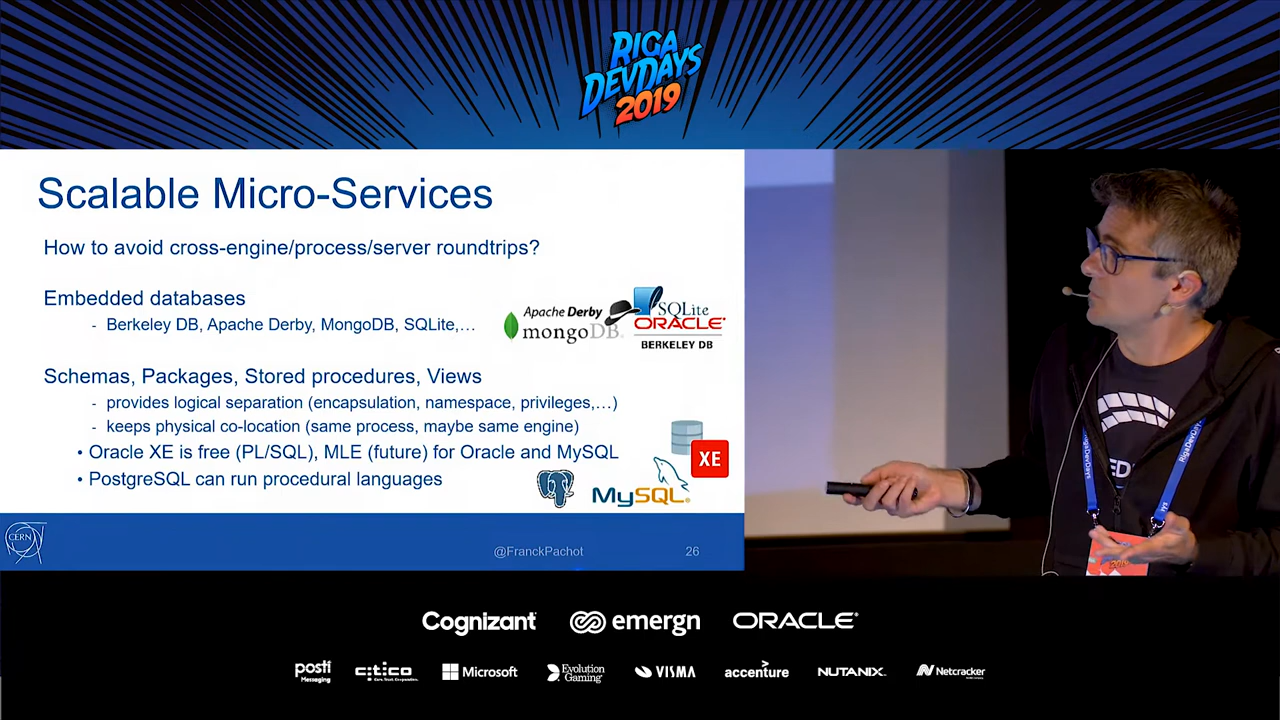 RIGA
DEVDAYS
2019
Scalable Micro-Services
How to avoid cross-engine/process/server roundtrips?
Embedded databases
- Berkeley DB, Apache Derby, MongoDB, SQLite,…
Apache Derby
mongoDB
SQLite
ORACLE
BERKELEY DB
Schemas, Packages, Stored procedures, Views
- provides logical separation (encapsulation, namespace, privileges,…)
- keeps physical co-location (same process, maybe same engine)
• Oracle XE is free (PL/SQL), MLE (future) for Oracle and MySQL
• PostgreSQL can run procedural languages
XE
MySQL
CERN
@FranckPachot
26
RigaDevDays
2019
Cognizant
emergn
ORACLE
posti
Messaging
citico
Microsoft
Evolution
Gaming
VISMA
accenture
NUTANIX
Netcracker